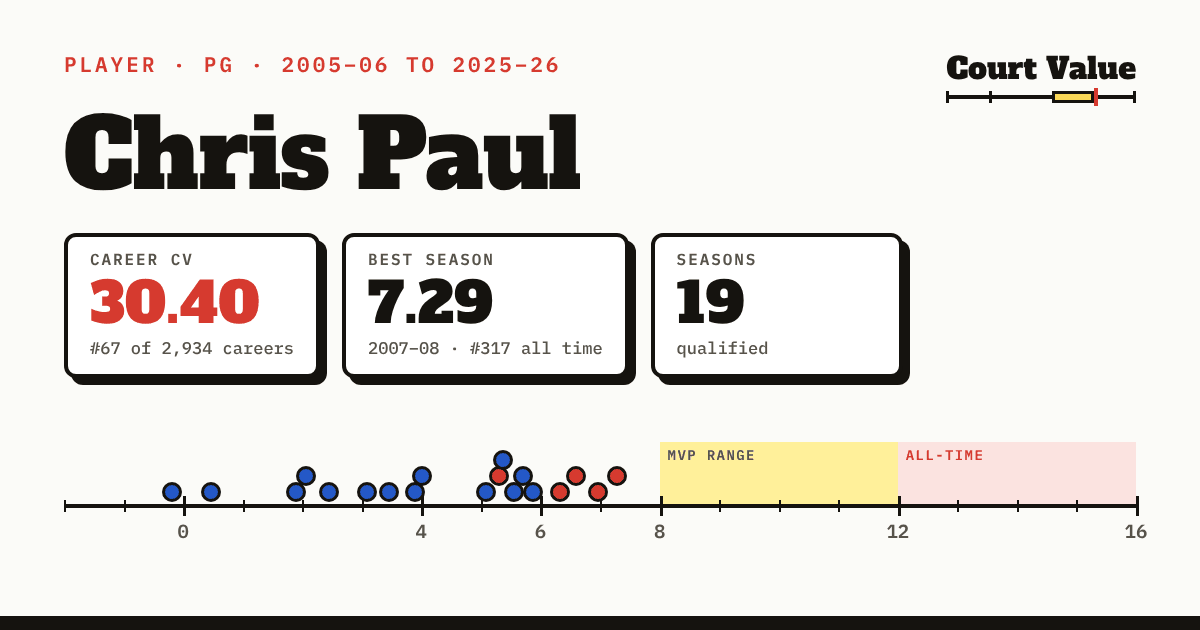 PLAYER · PG · 2005–06 TO 2025–26
Court Value
Chris Paul
CAREER CV
30.40
#67 of 2,934 careers
BEST SEASON
7.29
2007–08 · #317 all time
SEASONS
19
qualified
MVP RANGE
ALL-TIME
0 4 6 8 12 16